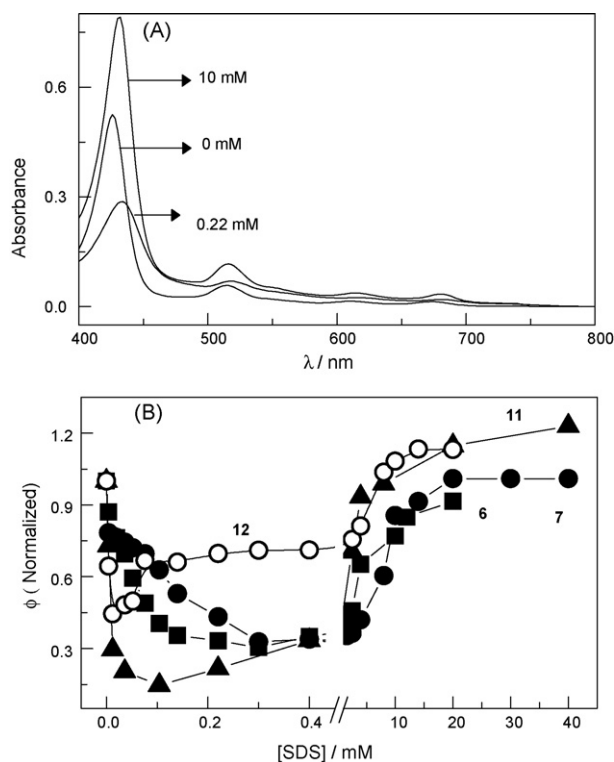 (A)
10 mM
0 mM
0.22 mM
0.6
0.3
0.0
Absorbance
400 500 600 700 800
λ / nm
(B)
11
12
6 7
1.2
0.9
0.6
0.3
0.0
ϕ ( Normalized)
0.0 0.2 0.4 10 20 30 40
[SDS] / mM